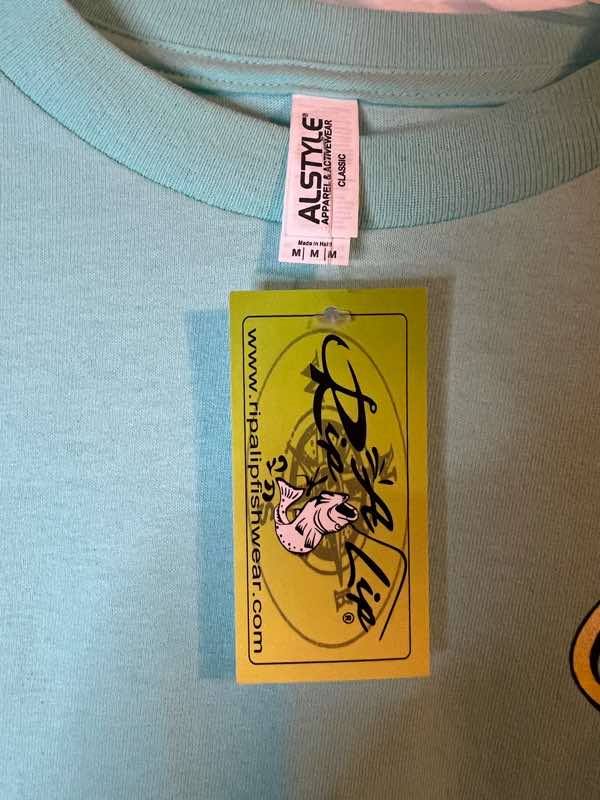 ALSTYLE®
APPAREL & ACTIVEWEAR
CLASSIC
Made in Haiti
M | M | M
Rip A Lip®
www.ripalipfishwear.com